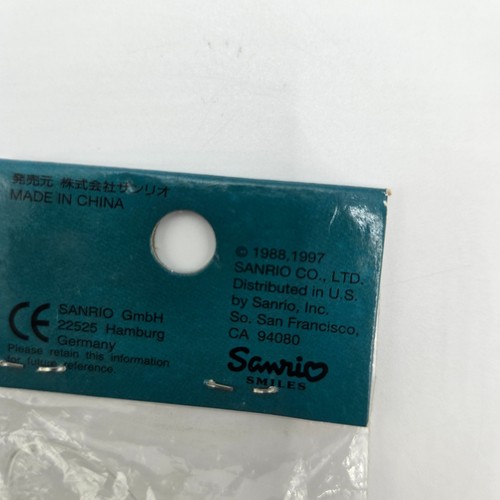 発売元 株式会社サンリオ
MADE IN CHINA
© 1988,1997
SANRIO CO., LTD.
Distributed in U.S.
by Sanrio, Inc.
So. San Francisco,
CA 94080
CE
SANRIO GmbH
22525 Hamburg
Germany
Please retain this information
for future reference.
Sanrio
SMILES